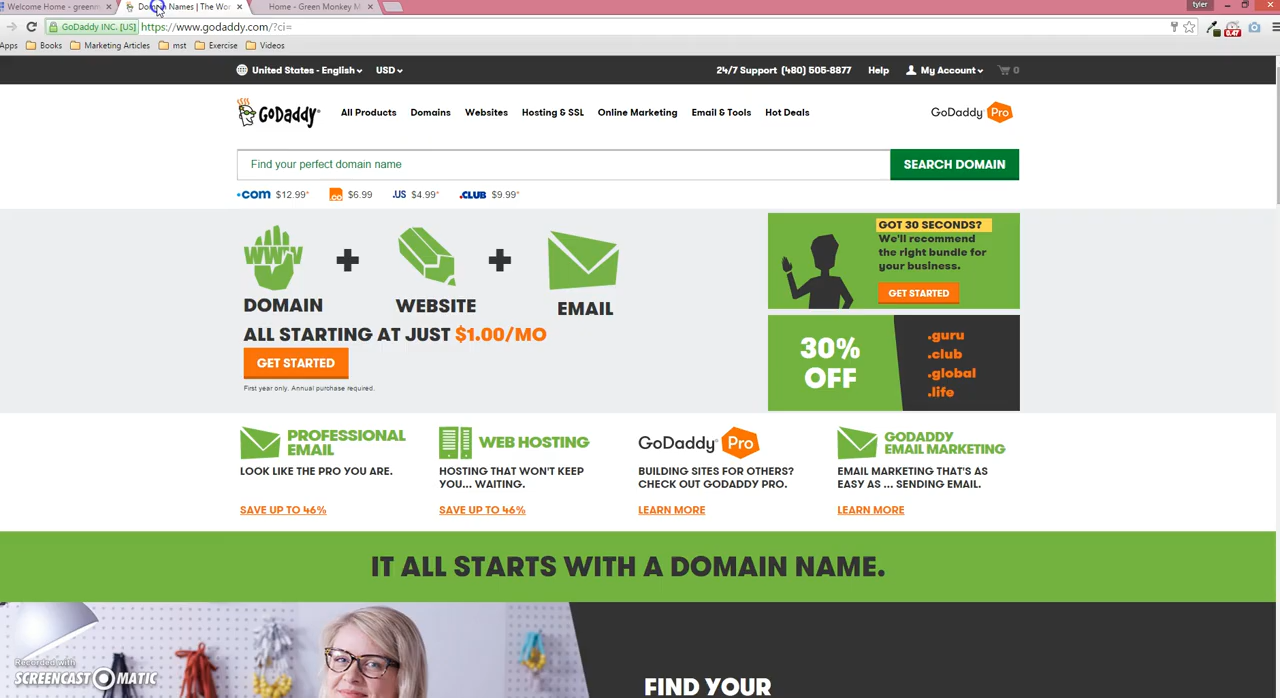 Welcome Home - greenm
Domain Names | The Wo
Home - Green Monkey M
tyler
GoDaddy INC. [US]
https://www.godaddy.com/?ci=
0.47
Apps
Books
Marketing Articles
mst
Exercise
Videos
United States - English
USD
24/7 Support (480) 505-8877
Help
My Account
0
GoDaddy
All Products
Domains
Websites
Hosting & SSL
Online Marketing
Email & Tools
Hot Deals
GoDaddy Pro
Find your perfect domain name
SEARCH DOMAIN
.com $12.99*
.co $6.99
.US $4.99*
.CLUB $9.99*
WWW
DOMAIN
+
WEBSITE
+
EMAIL
ALL STARTING AT JUST $1.00/MO
GET STARTED
First year only. Annual purchase required.
GOT 30 SECONDS?
We'll recommend
the right bundle for
your business.
GET STARTED
30%
OFF
.guru
.club
.global
.life
PROFESSIONAL
EMAIL
LOOK LIKE THE PRO YOU ARE.
SAVE UP TO 46%
WEB HOSTING
HOSTING THAT WON'T KEEP
YOU... WAITING.
SAVE UP TO 46%
GoDaddy Pro
BUILDING SITES FOR OTHERS?
CHECK OUT GODADDY PRO.
LEARN MORE
GODADDY
EMAIL MARKETING
EMAIL MARKETING THAT'S AS
EASY AS ... SENDING EMAIL.
LEARN MORE
IT ALL STARTS WITH A DOMAIN NAME.
FIND YOUR
Recorded with
SCREENCAST-O-MATIC